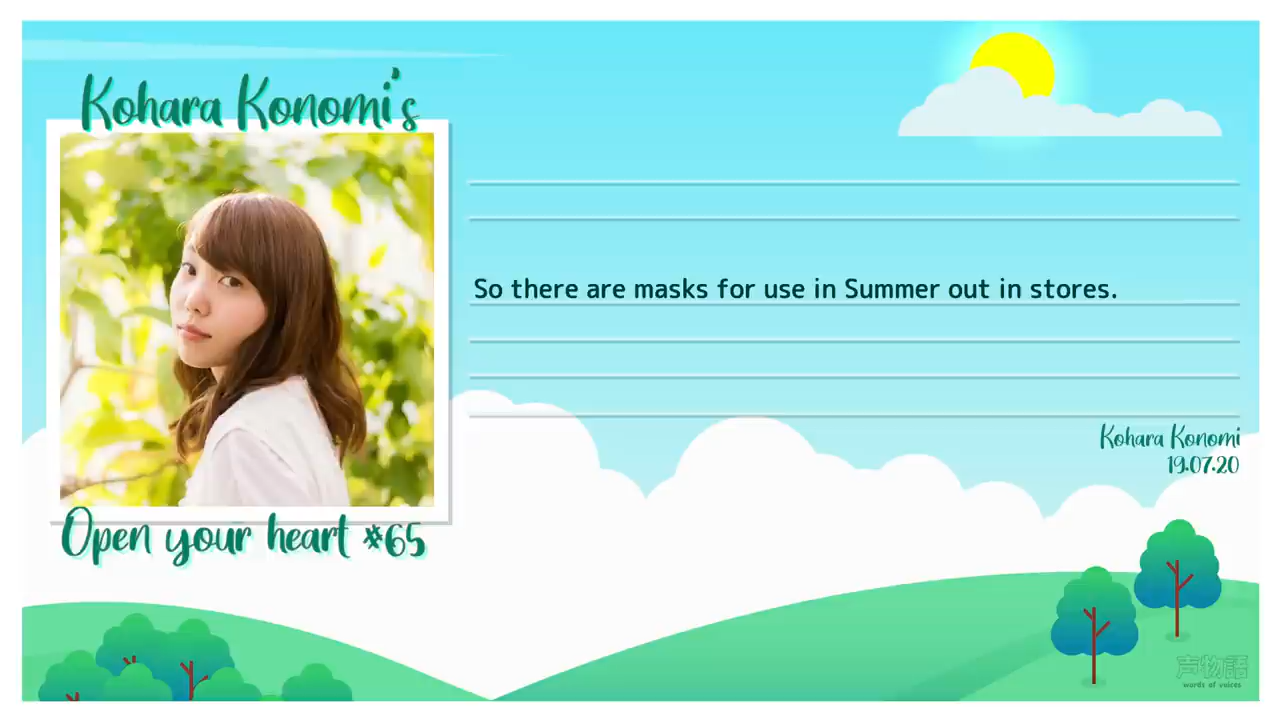 Kohara Konomi's
Open your heart #65
So there are masks for use in Summer out in stores.
Kohara Konomi
19.07.20
声物語
words of voices